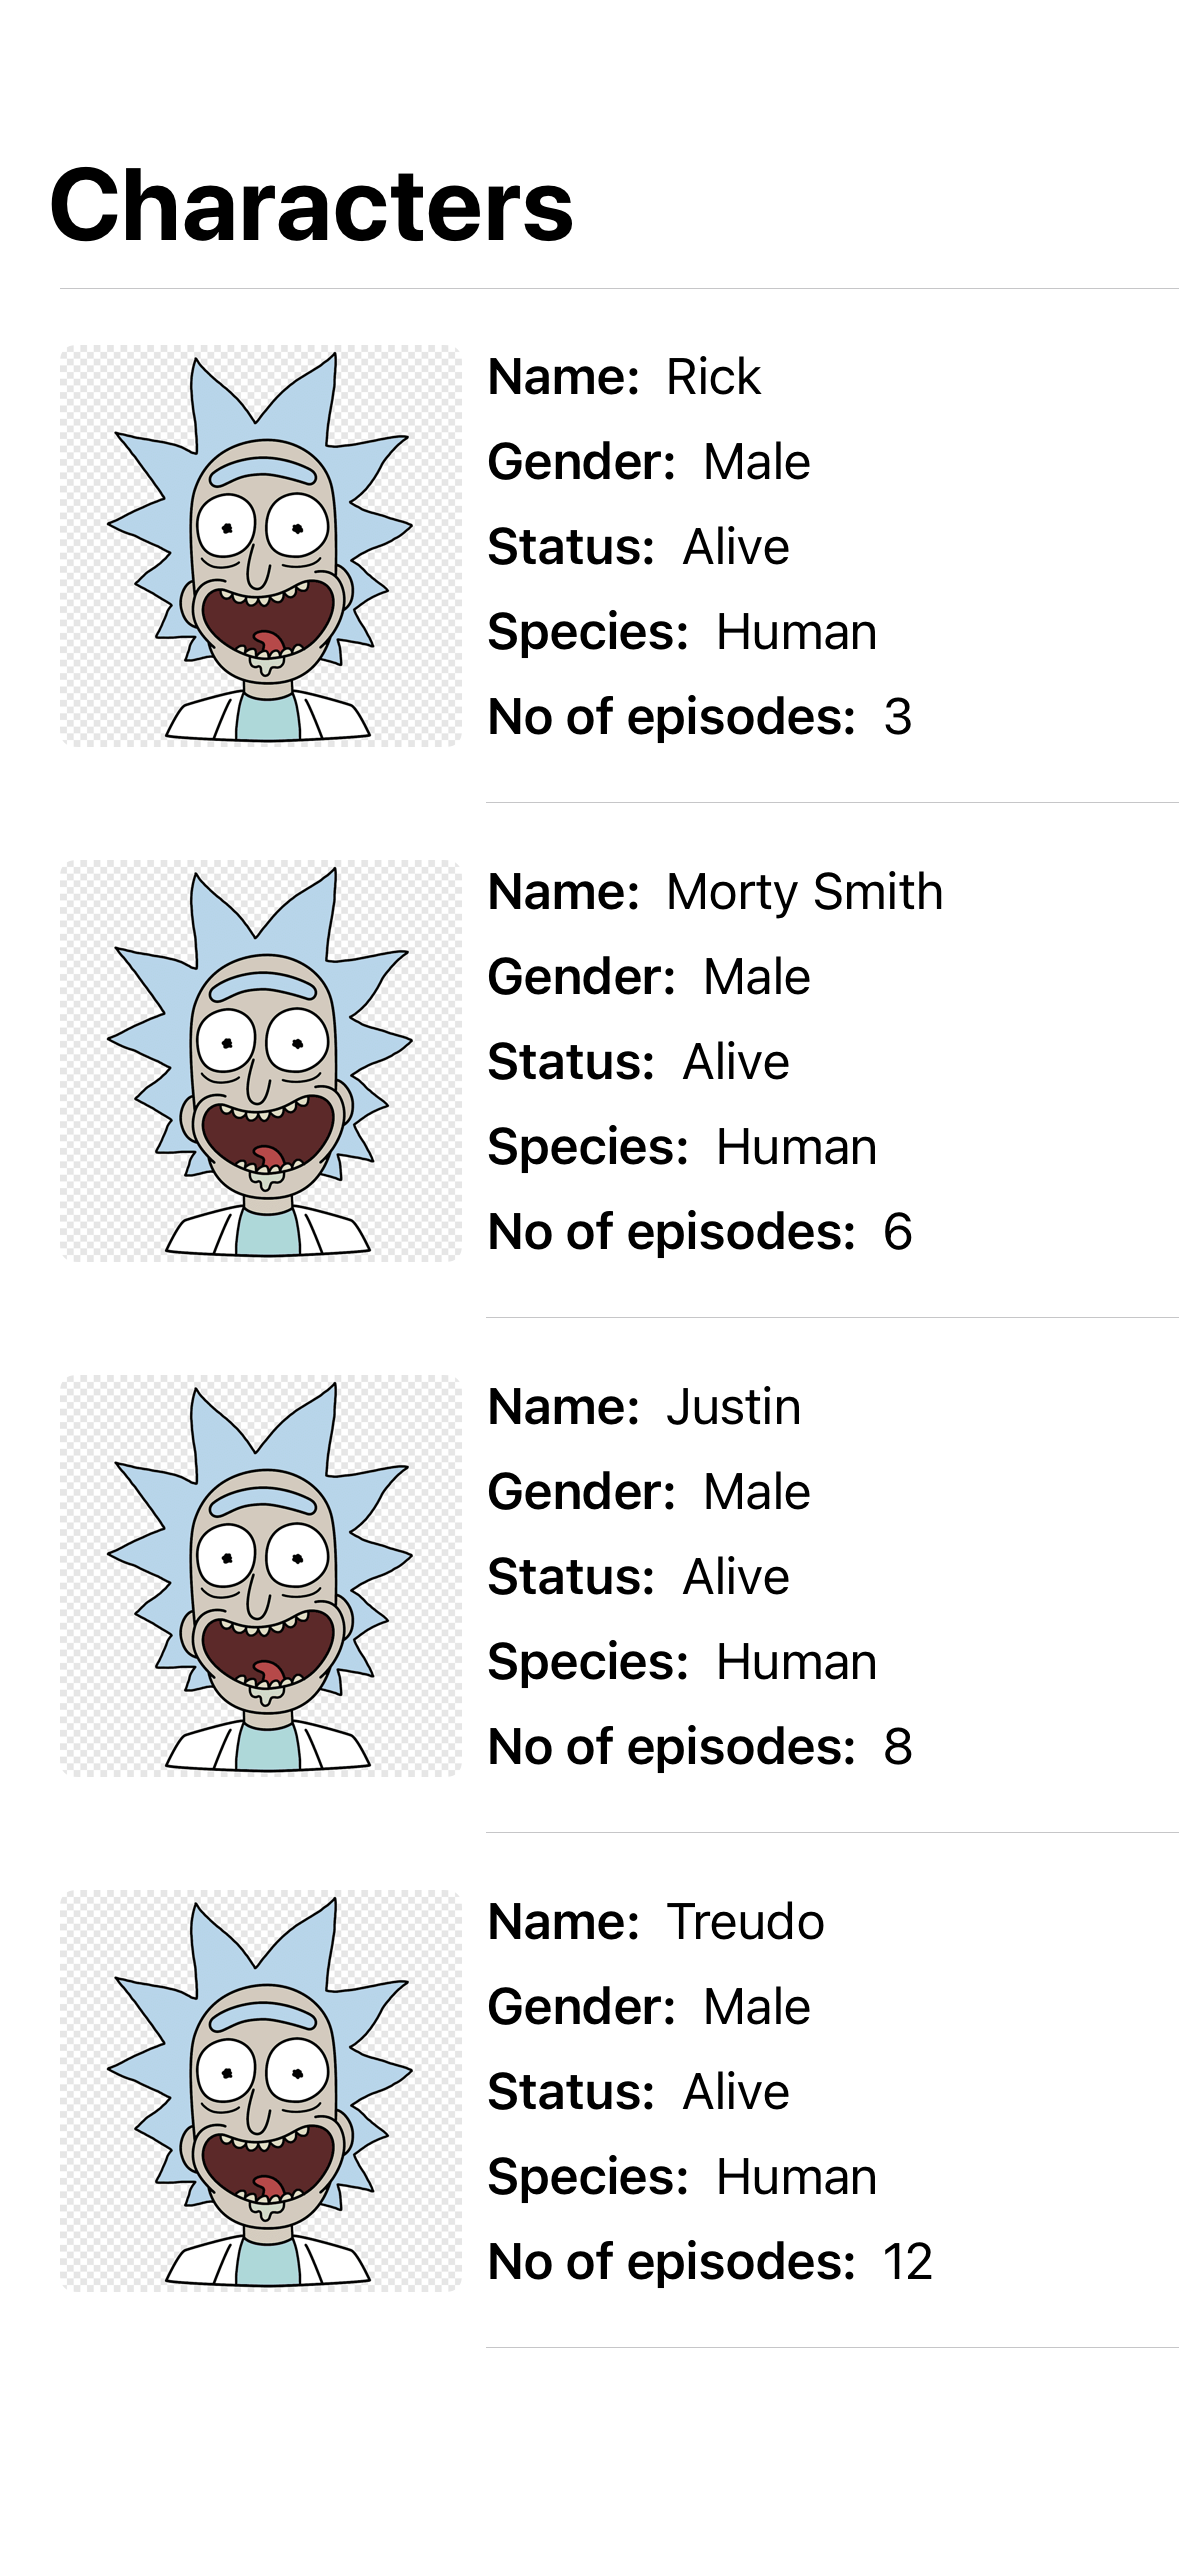 Characters
Name: Rick
Gender: Male
Status: Alive
Species: Human
No of episodes: 3
Name: Morty Smith
Gender: Male
Status: Alive
Species: Human
No of episodes: 6
Name: Justin
Gender: Male
Status: Alive
Species: Human
No of episodes: 8
Name: Treudo
Gender: Male
Status: Alive
Species: Human
No of episodes: 12